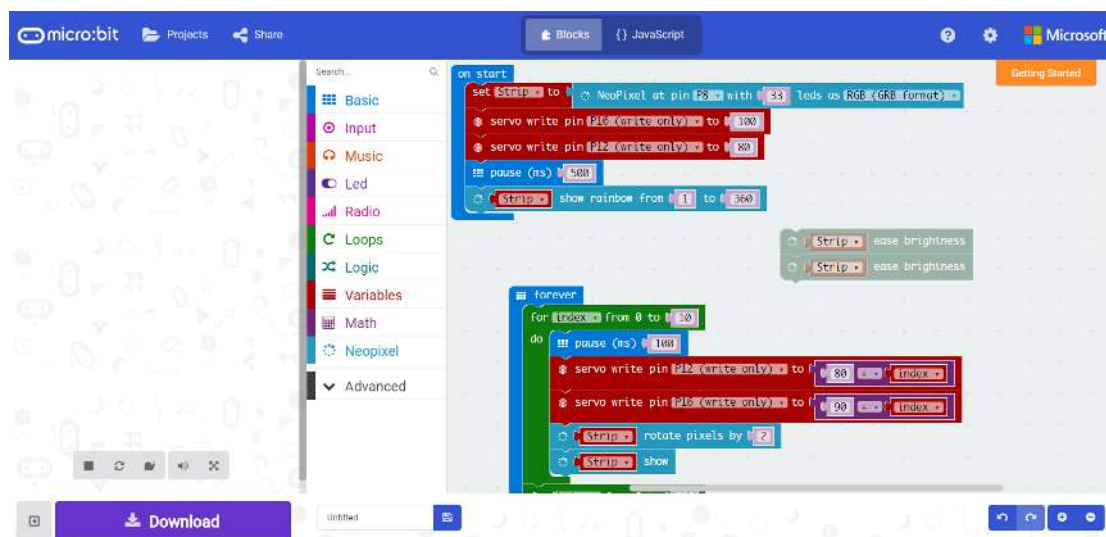 micro:bit Projects Share Blocks {} JavaScript Microsoft
Getting Started
Search...
Basic
Input
Music
Led
Radio
Loops
Logic
Variables
Math
Neopixel
Advanced
on start
set Strip to NeoPixel at pin P8 with 33 leds as RGB (GRB format)
servo write pin P16 (write only) to 100
servo write pin P12 (write only) to 80
pause (ms) 500
Strip show rainbow from 1 to 360
Strip ease brightness
Strip ease brightness
forever
for index from 0 to 10
do pause (ms) 100
servo write pin P12 (write only) to 80 index
servo write pin P16 (write only) to 90 index
Strip rotate pixels by 2
Strip show
Download
Untitled